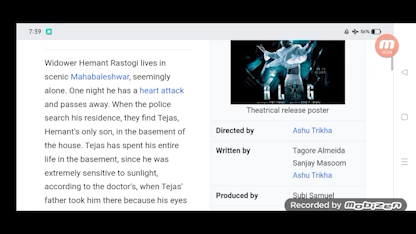 7:39
56%
Widower Hemant Rastogi lives in
scenic Mahabaleshwar, seemingly
alone. One night he has a heart attack
and passes away. When the police
search his residence, they find Tejas,
Hemant's only son, in the basement of
the house. Tejas has spent his entire
life in the basement, since he was
extremely sensitive to sunlight,
according to the doctor's, when Tejas'
father took him there because his eyes
Theatrical release poster
Directed by Ashu Trikha
Written by Tagore Almeida
Sanjay Masoom
Ashu Trikha
Produced by Subi Samuel
Recorded by Mobizen